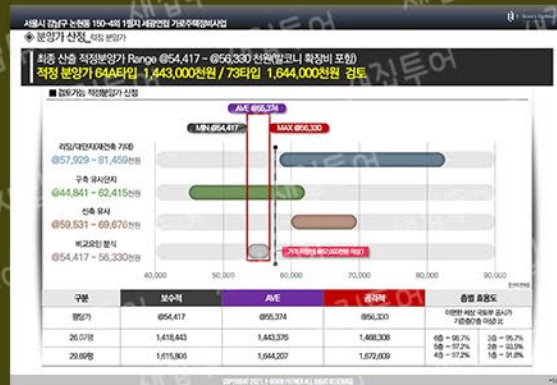 서울시 강남구 논현동 150-4외 1필지 세광연립 가로주택정비사업
◈ 분양가 산정_적정 분양가
최종 산출 적정분양가 Range @54,417 ~ @56,330 천원(발코니 확장비 포함)
적정 분양가 64A타입 1,443,000천원 / 73타입 1,644,000천원 검토
■ 검토가능 적정분양가 산정
AVE @55,374
MIN @54,417
MAX @56,330
@57,929 ~ 81,459천원
구축 유사단지
@44,841 ~ 62,415천원
신축 유사
@59,531 ~ 69,676천원
비교요인 분석
@54,417 ~ 56,330천원
40,000 50,000 60,000 70,000 80,000 90,000
구분 보수적 AVE 공격적 층별 효용도
평당가 @54,417 @55,374 @56,330
26.07평 1,418,443 1,443,376 1,468,308
29.69평 1,615,806 1,644,207 1,672,609
새집투어